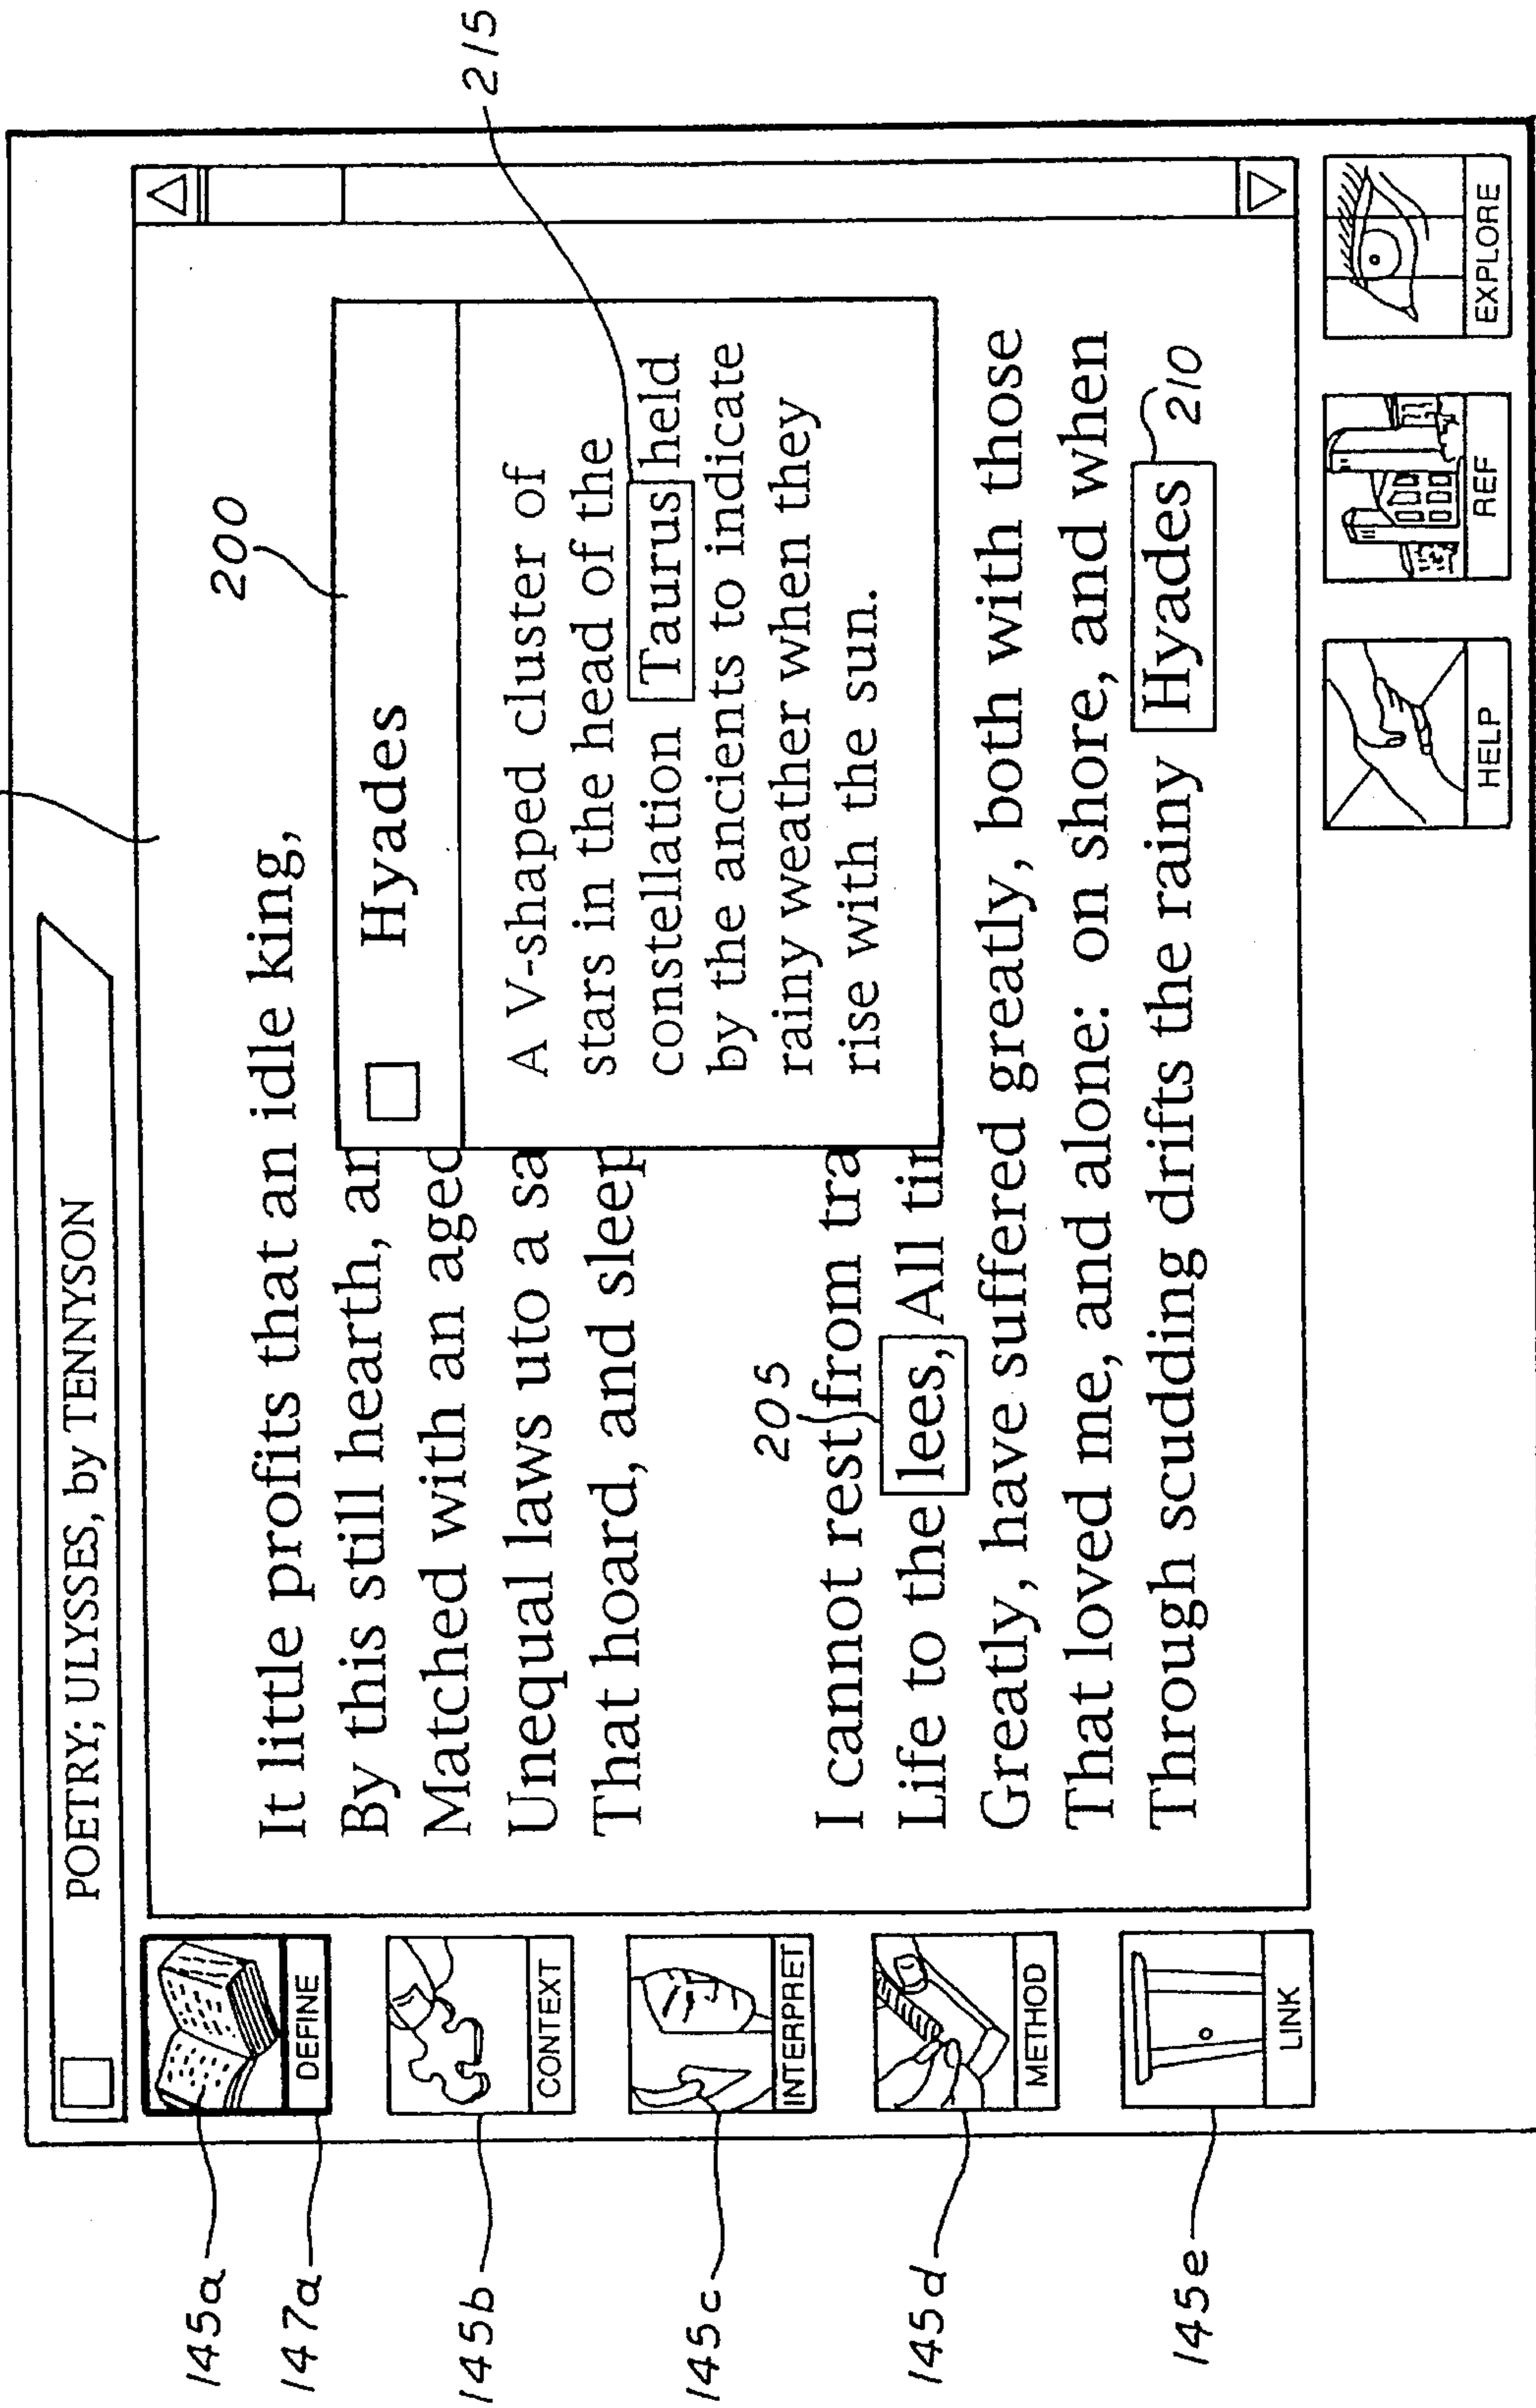 POETRY; ULYSSES, by TENNYSON
200
215
It little profits that an idle king,
By this still hearth, an
Matched with an aged
Unequal laws uto a sa
That hoard, and sleep
Hyades
A V-shaped cluster of
stars in the head of the
constellation Taurus held
by the ancients to indicate
rainy weather when they
rise with the sun.
205
I cannot rest from tra
Life to the lees, All tim
Greatly, have suffered greatly, both with those
That loved me, and alone: on shore, and when
Through scudding drifts the rainy Hyades
210
145a
DEFINE
147a
145b
CONTEXT
145c
INTERPRET
145d
METHOD
145e
LINK
HELP
REF
EXPLORE